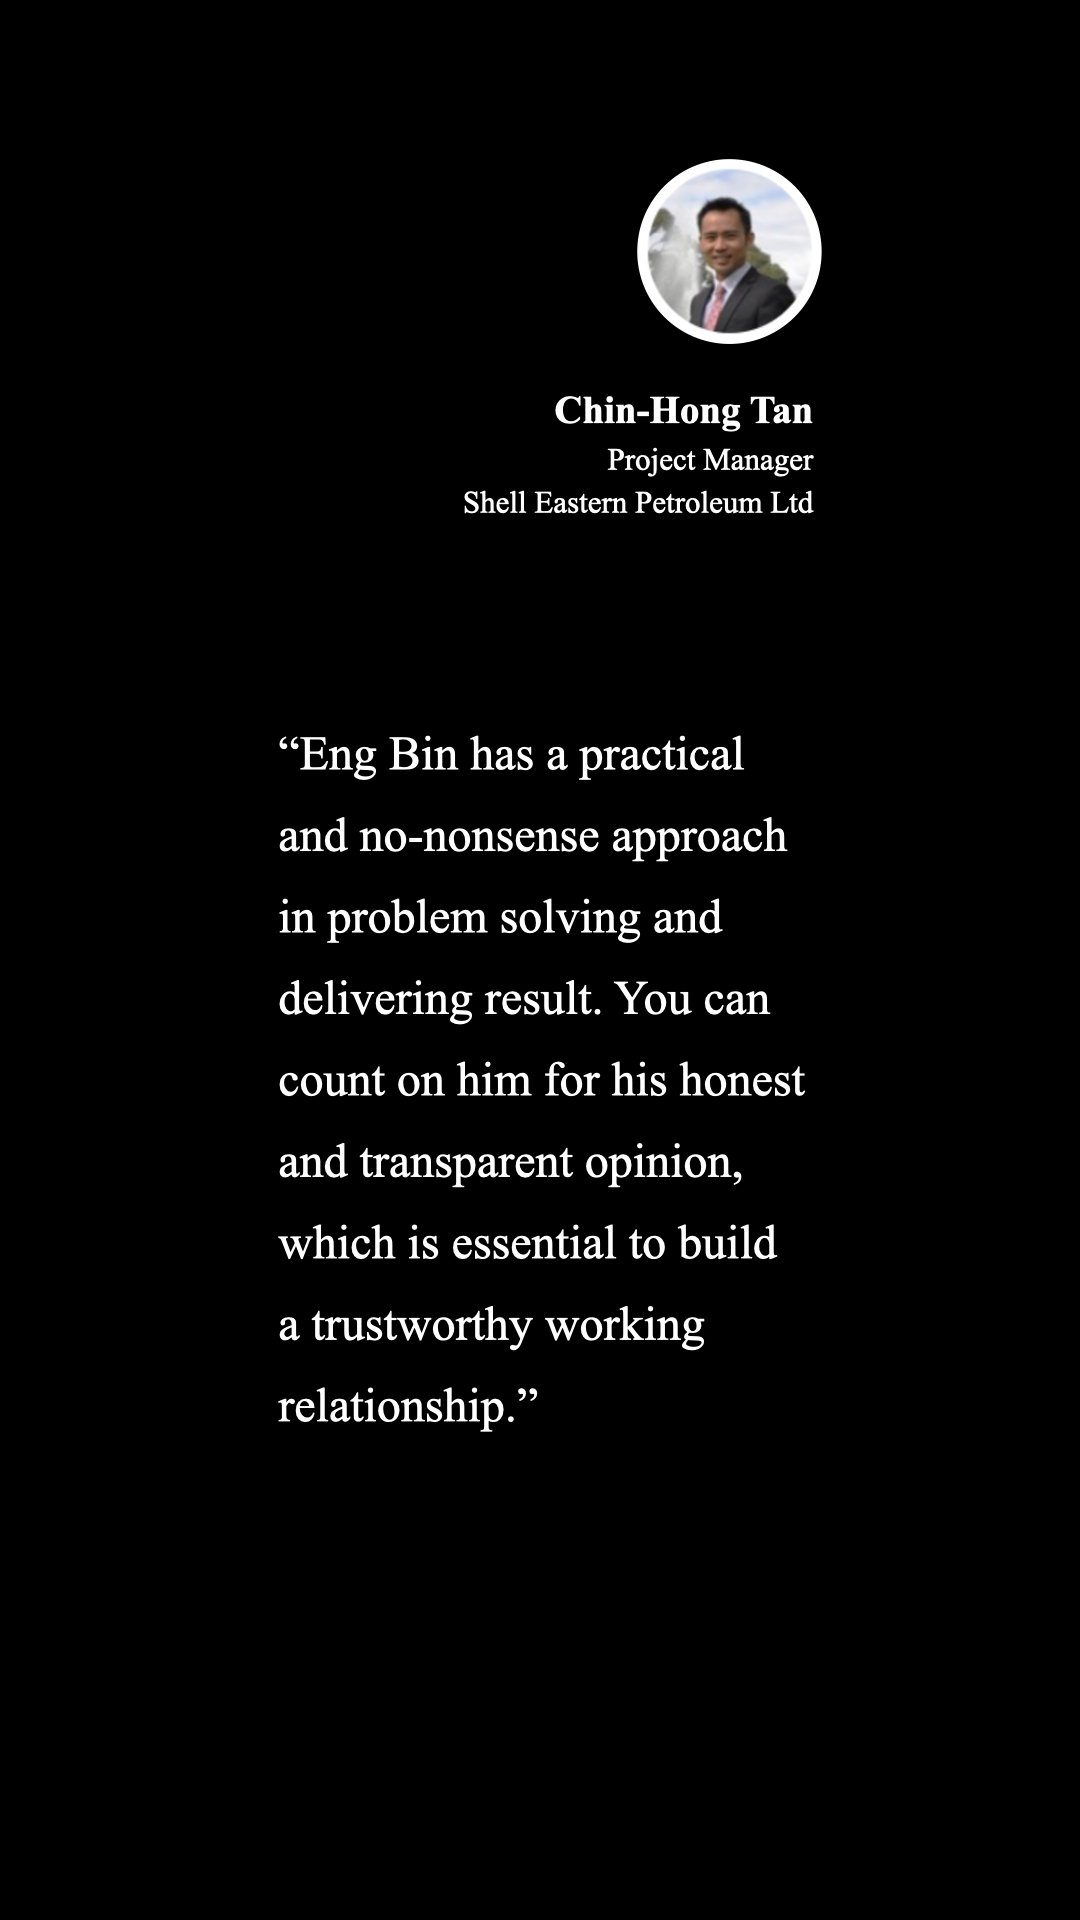 Chin-Hong Tan
Project Manager
Shell Eastern Petroleum Ltd
“Eng Bin has a practical
and no-nonsense approach
in problem solving and
delivering result. You can
count on him for his honest
and transparent opinion,
which is essential to build
a trustworthy working
relationship.”